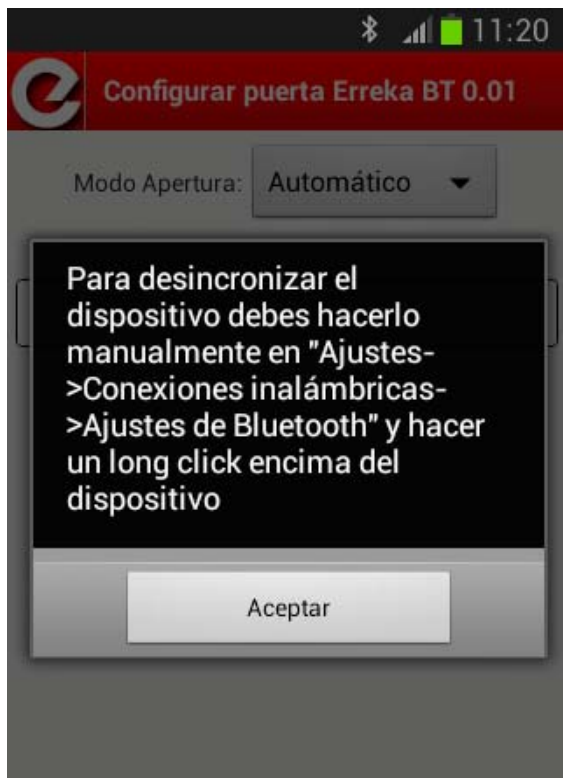 11:20
Configurar puerta Erreka BT 0.01
Modo Apertura: Automático
Para desincronizar el
dispositivo debes hacerlo
manualmente en "Ajustes-
>Conexiones inalámbricas-
>Ajustes de Bluetooth" y hacer
un long click encima del
dispositivo
Aceptar